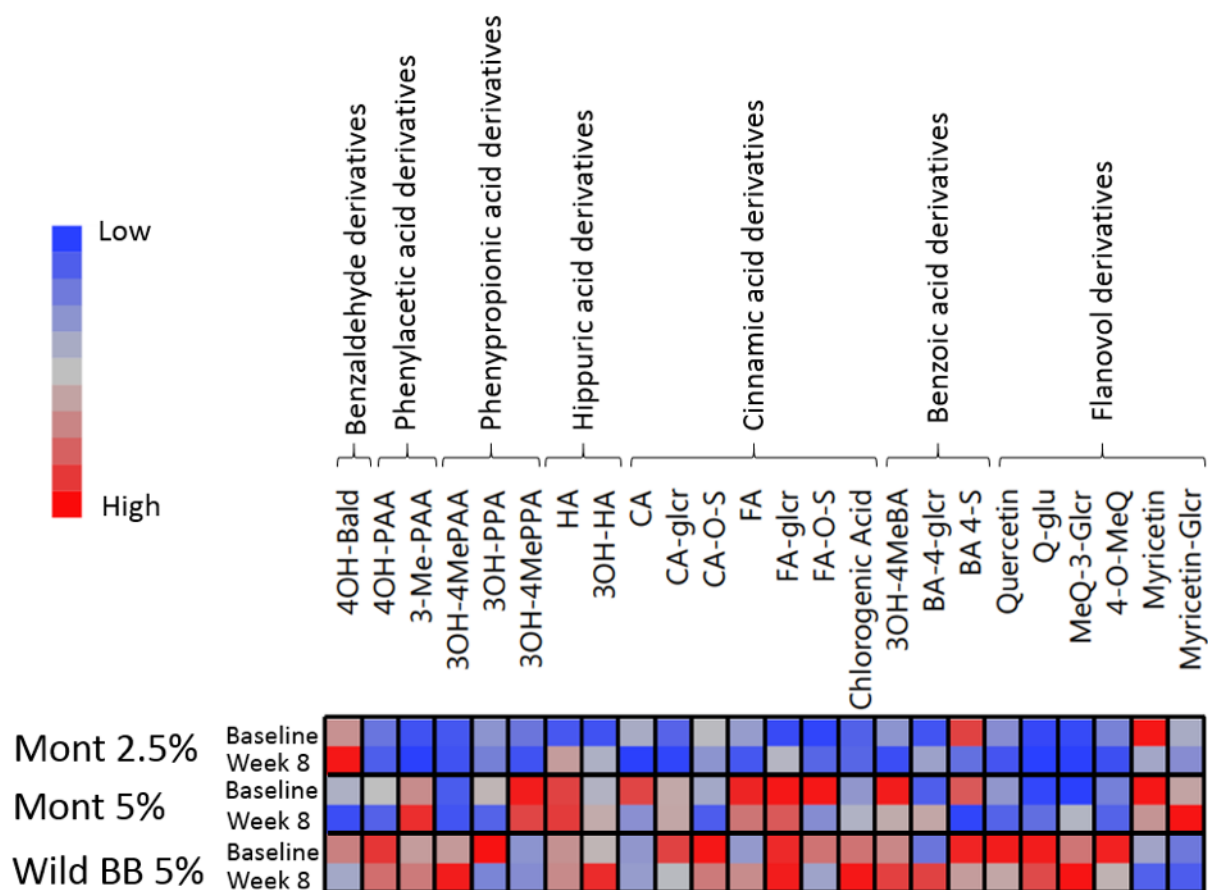 Low
High
Benzaldehyde derivatives
Phenylacetic acid derivatives
Phenypropionic acid derivatives
Hippuric acid derivatives
Cinnamic acid derivatives
Benzoic acid derivatives
Flanovol derivatives
4OH-Bald
4OH-PAA
3-Me-PAA
3OH-4MePAA
3OH-PPA
3OH-4MePPA
HA
3OH-HA
CA
CA-glcr
CA-O-S
FA
FA-glcr
FA-O-S
Chlorogenic Acid
3OH-4MeBA
BA-4-glcr
BA 4-S
Quercetin
Q-glu
MeQ-3-Glcr
4-O-MeQ
Myricetin
Myricetin-Glcr
Mont 2.5%
Baseline
Week 8
Mont 5%
Baseline
Week 8
Wild BB 5%
Baseline
Week 8